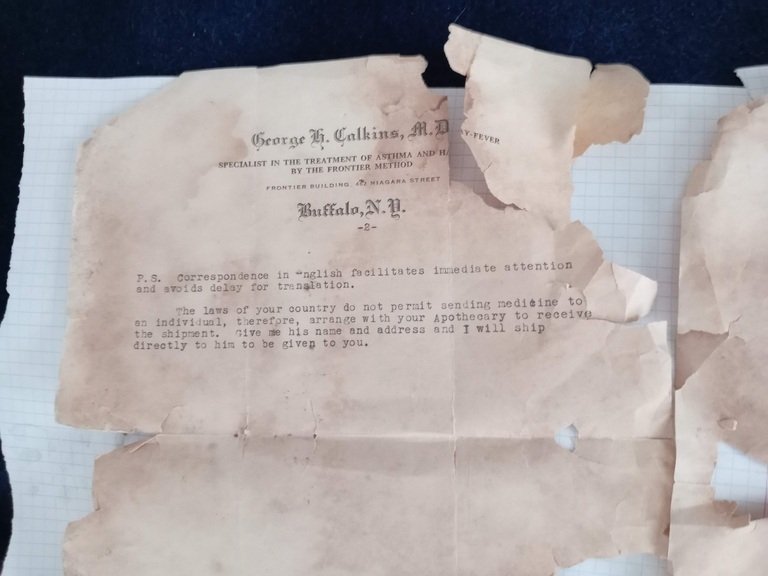 George H. Calkins, M.D
SPECIALIST IN THE TREATMENT OF ASTHMA AND HAY-FEVER
BY THE FRONTIER METHOD
FRONTIER BUILDING 462 NIAGARA STREET
Buffalo, N.Y.
-2-
P.S. Correspondence in nglish facilitates immediate attention
and avoids delay for translation.
The laws of your country do not permit sending medicine to
an individual, therefore, arrange with your Apothecary to receive
the shipment. Give me his name and address and I will ship
directly to him to be given to you.